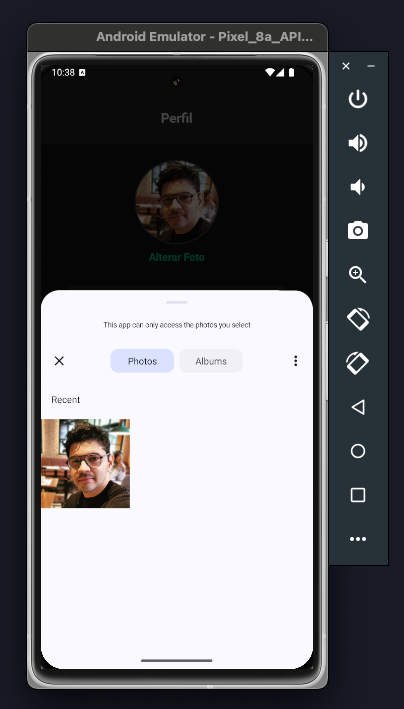 Android Emulator - Pixel_8a_API...
10:38
Perfil
Alterar Foto
This app can only access the photos you select
Photos
Albums
Recent